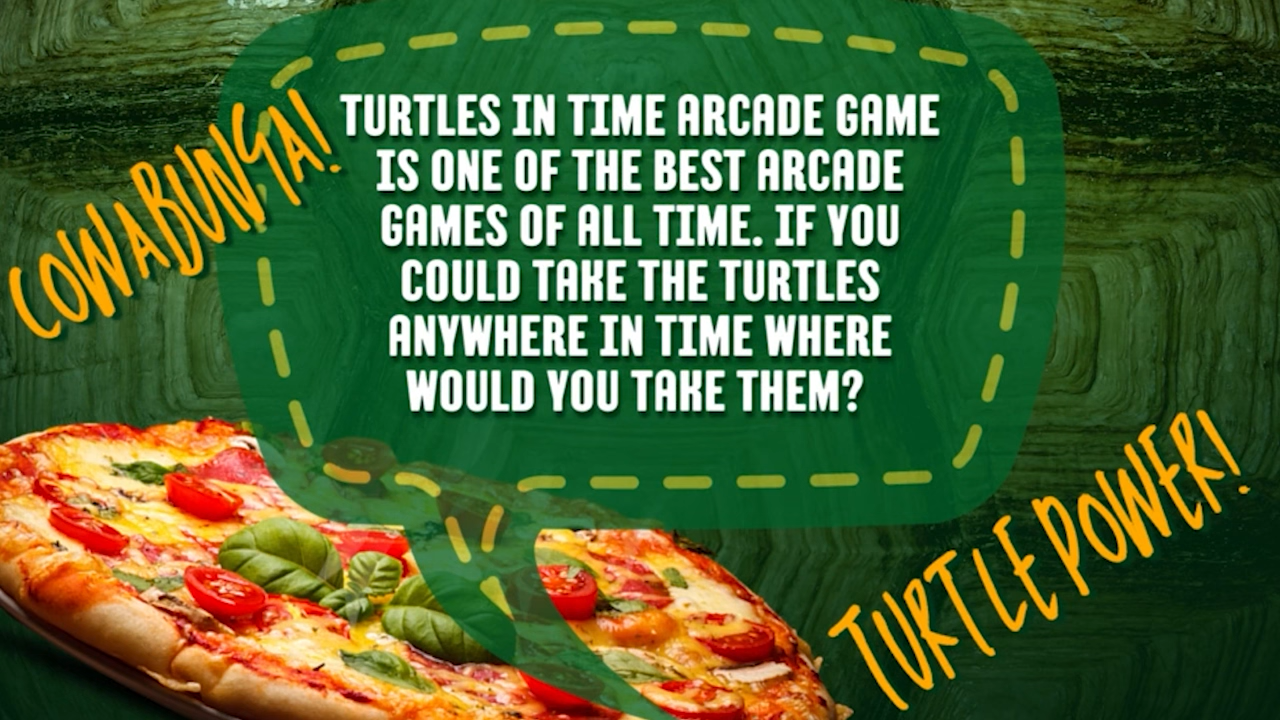 COWABUNGA!
TURTLES IN TIME ARCADE GAME
IS ONE OF THE BEST ARCADE
GAMES OF ALL TIME. IF YOU
COULD TAKE THE TURTLES
ANYWHERE IN TIME WHERE
WOULD YOU TAKE THEM?
TURTLE POWER!